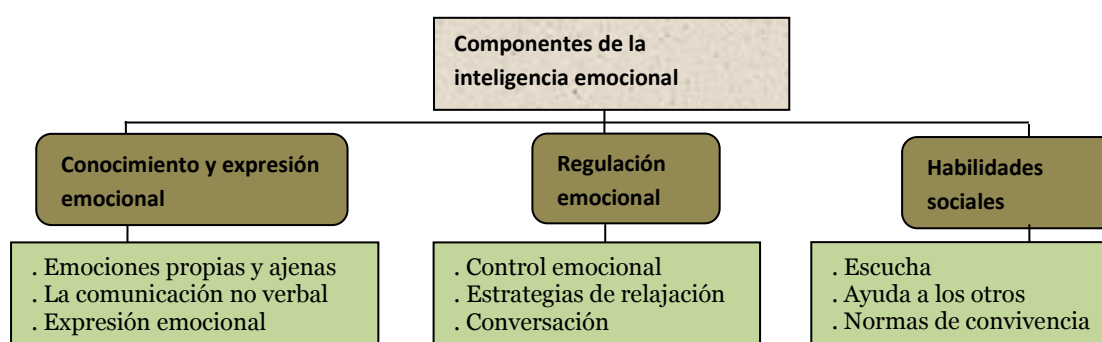 Componentes de la
inteligencia emocional
Conocimiento y expresión
emocional
Regulación
emocional
Habilidades
sociales
. Emociones propias y ajenas
. La comunicación no verbal
. Expresión emocional
. Control emocional
. Estrategias de relajación
. Conversación
. Escucha
. Ayuda a los otros
. Normas de convivencia